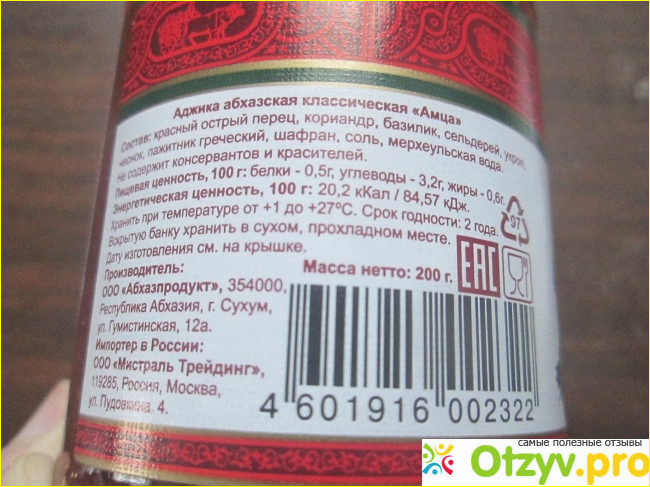 Аджика абхазская классическая «Амца»
Состав: красный острый перец, кориандр, базилик, сельдерей, укроп,
чеснок, пажитник греческий, шафран, соль, мерхеульская вода.
Не содержит консервантов и красителей.
Пищевая ценность, 100 г: белки - 0,5г, углеводы - 3,2г, жиры - 0,6г.
Энергетическая ценность, 100 г: 20,2 кКал / 84,57 кДж.
Хранить при температуре от +1 до +27ºС. Срок годности: 2 года.
Вскрытую банку хранить в сухом, прохладном месте.
Дату изготовления см. на крышке.
97
Масса нетто: 200 г.
EAC
Производитель:
ООО «Абхазпродукт», 354000,
Республика Абхазия, г. Сухум,
ул. Гумистинская, 12а.
Импортер в России:
ООО «Мистраль Трейдинг»,
119285, Россия, Москва,
ул. Пудовкина, 4.
4 601916 002322
самые полезные отзывы
Otzyv.pro